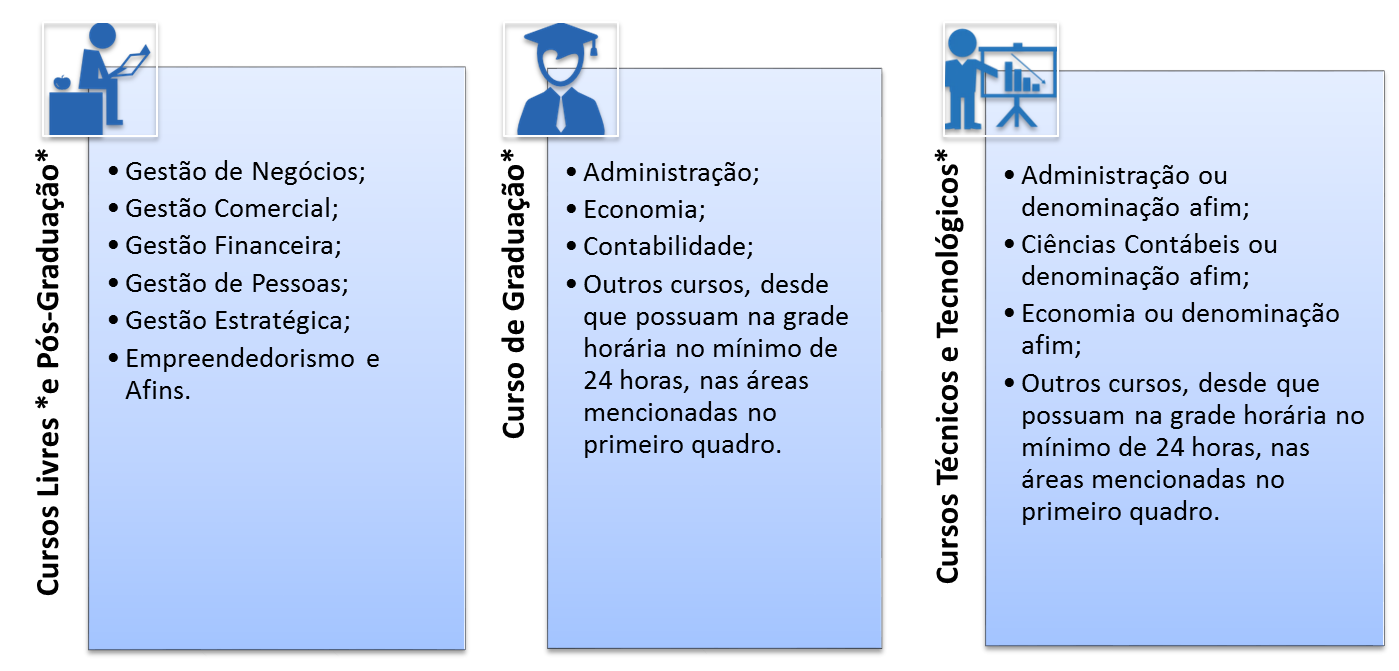 Cursos Livres *e Pós-Graduação*
• Gestão de Negócios;
• Gestão Comercial;
• Gestão Financeira;
• Gestão de Pessoas;
• Gestão Estratégica;
• Empreendedorismo e
Afins.
Curso de Graduação*
• Administração;
• Economia;
• Contabilidade;
• Outros cursos, desde
que possuam na grade
horária no mínimo de
24 horas, nas áreas
mencionadas no
primeiro quadro.
Cursos Técnicos e Tecnológicos*
• Administração ou
denominação afim;
• Ciências Contábeis ou
denominação afim;
• Economia ou denominação
afim;
• Outros cursos, desde que
possuam na grade horária no
mínimo de 24 horas, nas
áreas mencionadas no
primeiro quadro.